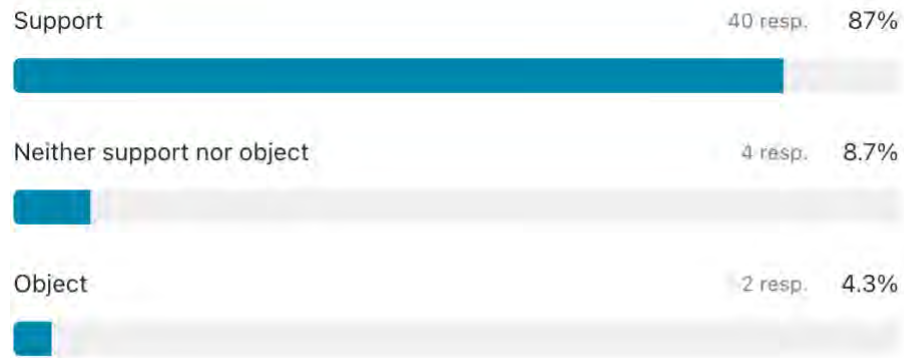 Support 40 resp. 87%
Neither support nor object 4 resp. 8.7%
Object 2 resp. 4.3%